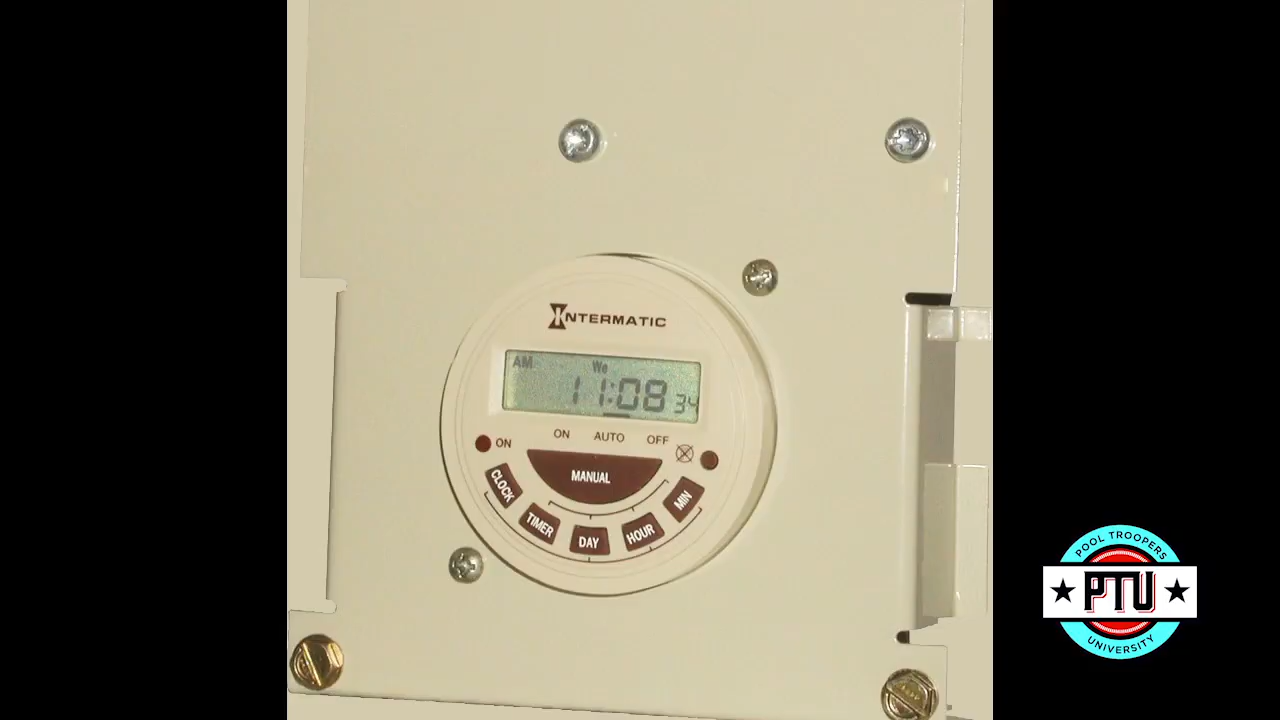 INTERMATIC
AM We
11:08 34
ON AUTO OFF
ON
MANUAL
CLOCK
TIMER
DAY
HOUR
MIN
POOL TROOPERS
PTU
UNIVERSITY